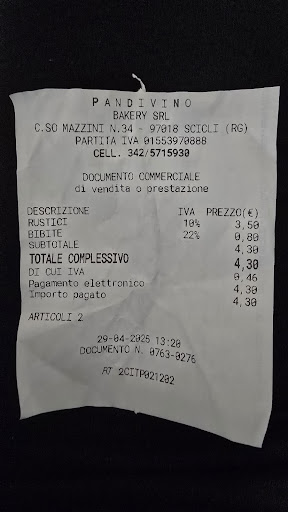 PANDIVINO
BAKERY SRL
C.SO MAZZINI N.34 - 97018 SCICLI (RG)
PARTITA IVA 01553970888
CELL. 342/5715930
DOCUMENTO COMMERCIALE
di vendita o prestazione
DESCRIZIONE IVA PREZZO(€)
RUSTICI 10% 3,50
BIBITE 22% 0,80
SUBTOTALE 4,30
TOTALE COMPLESSIVO 4,30
DI CUI IVA 0,46
Pagamento elettronico 4,30
Importo pagato 4,30
ARTICOLI 2
29-04-2025 13:20
DOCUMENTO N. 0763-0276
RT 2CITP021202